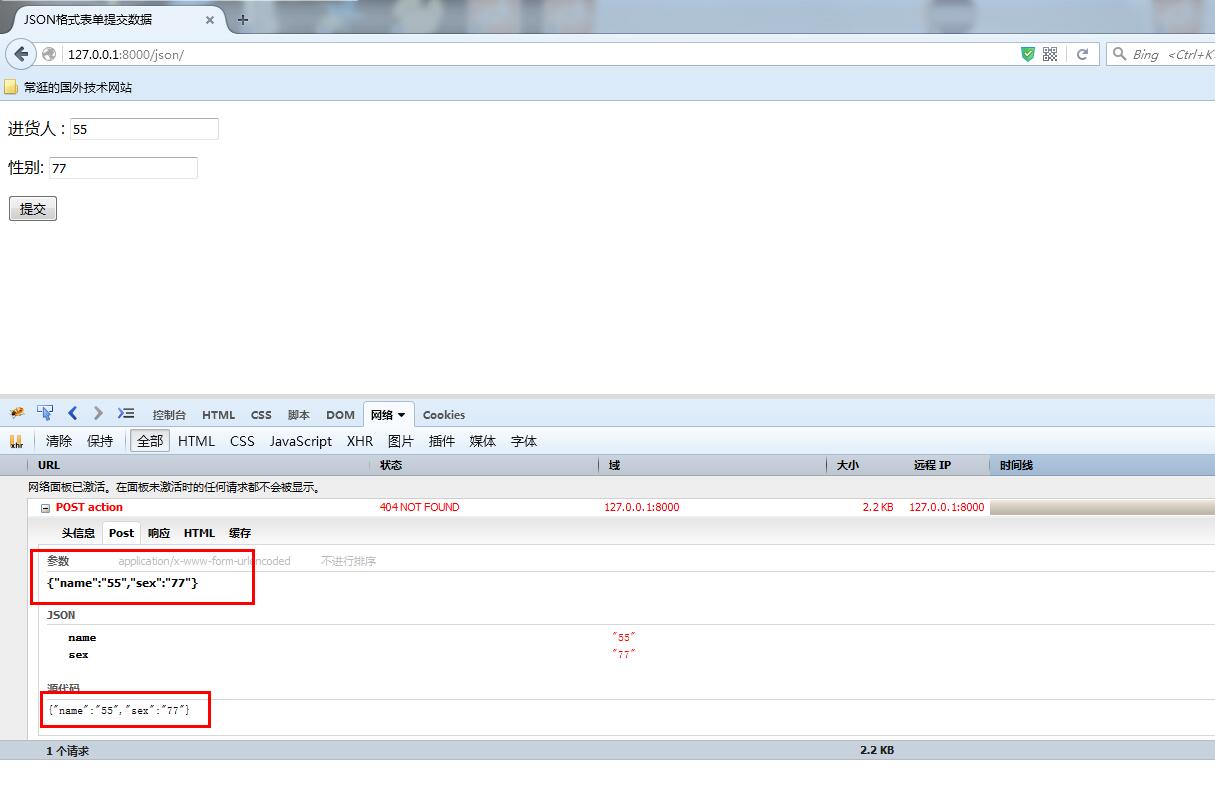 JSON格式表单提交数据
127.0.0.1:8000/json/
Bing <Ctrl+K>
常逛的国外技术网站
进货人 : 55
性别: 77
提交
控制台 HTML CSS 脚本 DOM 网络 Cookies
xhr 清除 保持 全部 HTML CSS JavaScript XHR 图片 插件 媒体 字体
URL 状态 域 大小 远程 IP 时间线
网络面板已激活。在面板未激活时的任何请求都不会被显示。
POST action 404 NOT FOUND 127.0.0.1:8000 2.2 KB 127.0.0.1:8000
头信息 Post 响应 HTML 缓存
参数 application/x-www-form-urlencoded 不进行排序
{"name":"55","sex":"77"}
JSON
name "55"
sex "77"
源代码
{"name":"55","sex":"77"}
1 个请求 2.2 KB